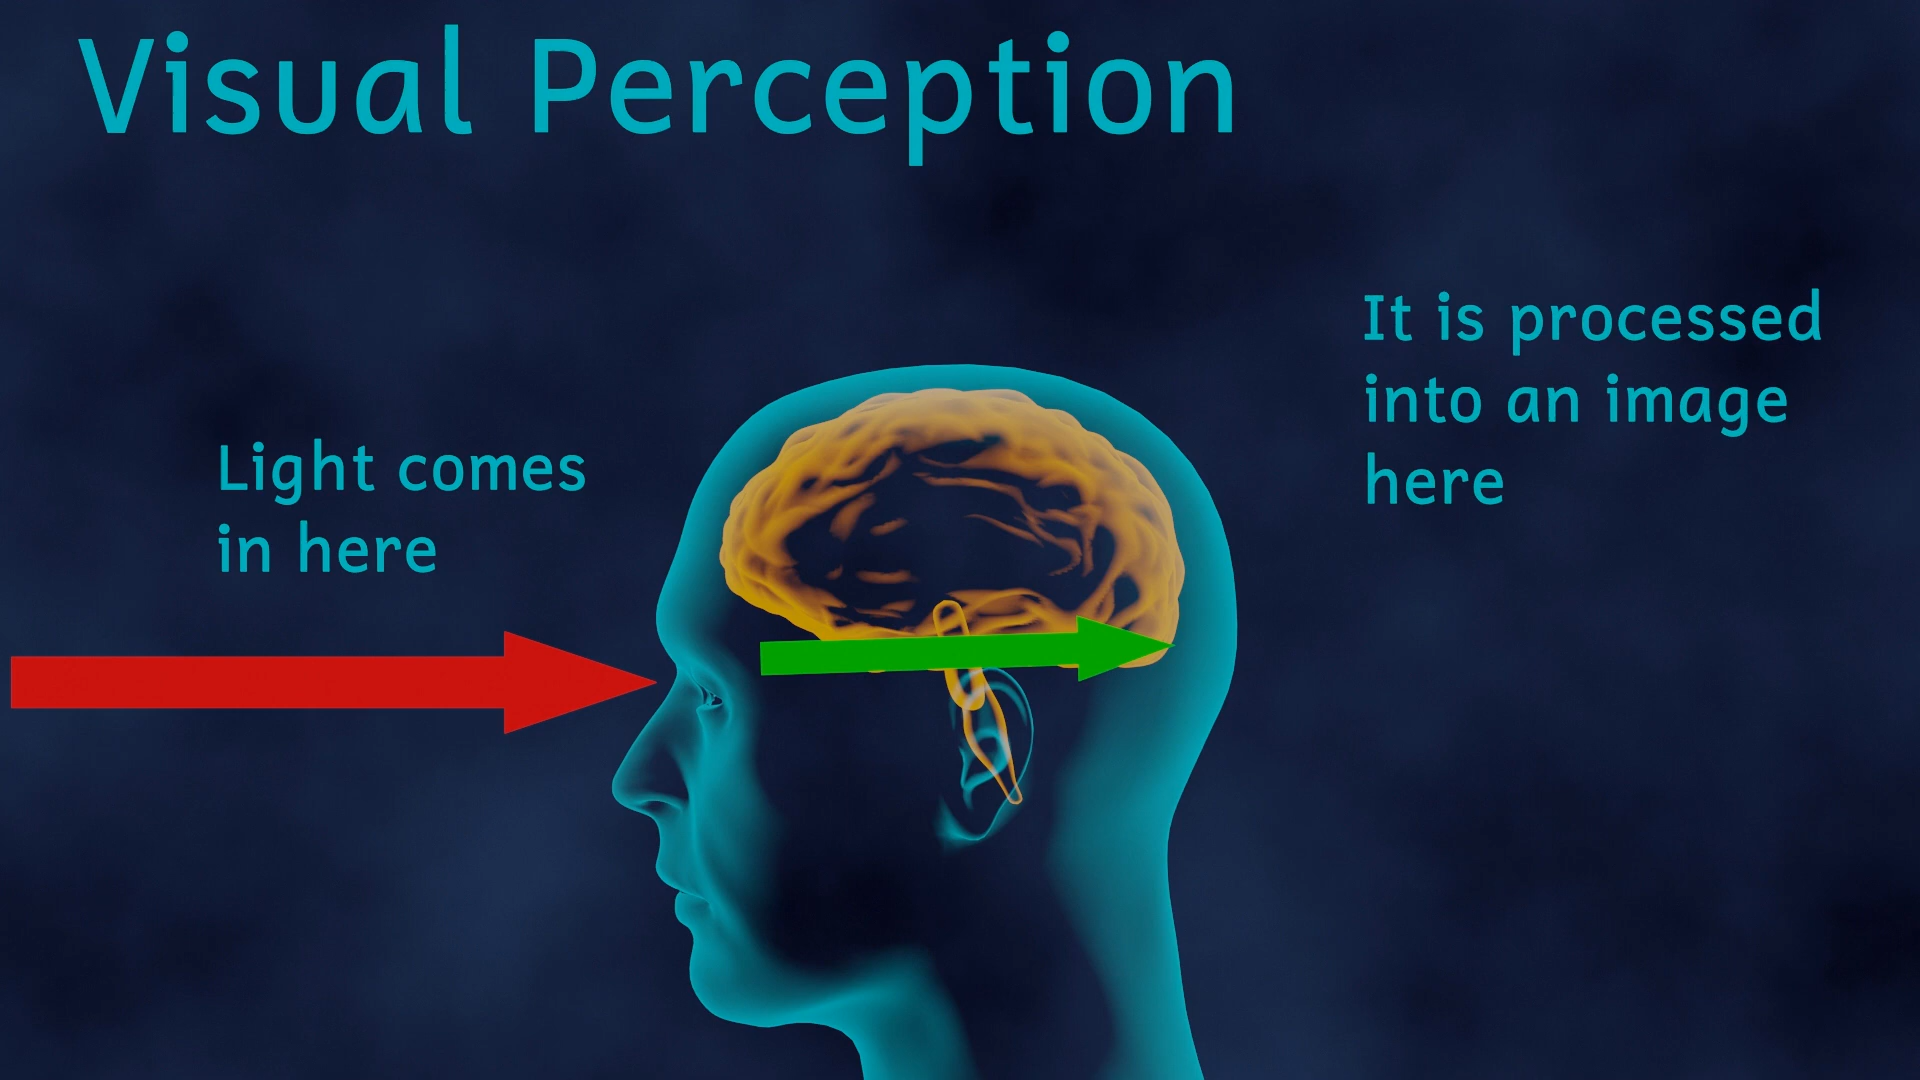 Visual Perception
Light comes
in here
It is processed
into an image
here